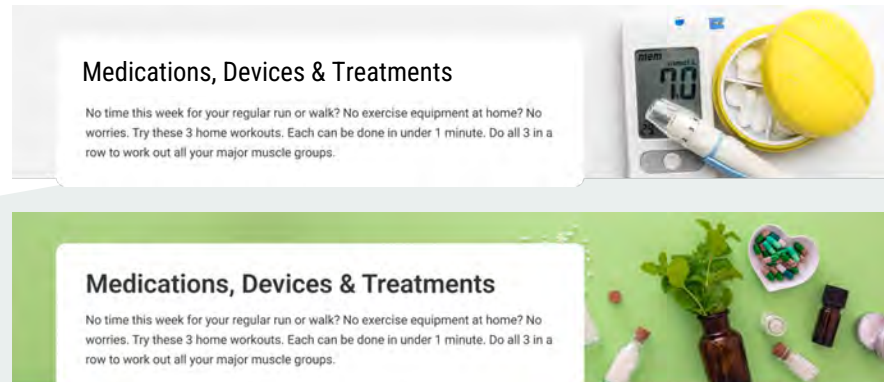 Medications, Devices & Treatments
No time this week for your regular run or walk? No exercise equipment at home? No
worries. Try these 3 home workouts. Each can be done in under 1 minute. Do all 3 in a
row to work out all your major muscle groups.
mem
mmol/L
7.0
Medications, Devices & Treatments
No time this week for your regular run or walk? No exercise equipment at home? No
worries. Try these 3 home workouts. Each can be done in under 1 minute. Do all 3 in a
row to work out all your major muscle groups.